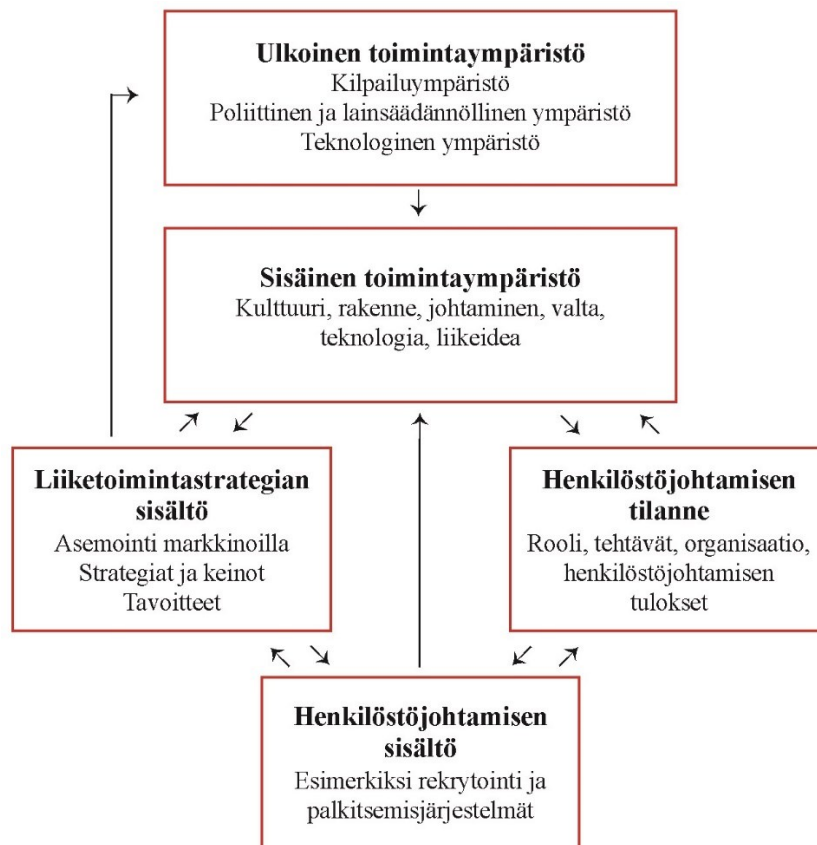 Ulkoinen toimintaympäristö
Kilpailuympäristö
Poliittinen ja lainsäädännöllinen ympäristö
Teknologinen ympäristö
Sisäinen toimintaympäristö
Kulttuuri, rakenne, johtaminen, valta,
teknologia, liikeidea
Liiketoimintastrategian
sisältö
Asemointi markkinoilla
Strategiat ja keinot
Tavoitteet
Henkilöstöjohtamisen
tilanne
Rooli, tehtävät, organisaatio,
henkilöstöjohtamisen
tulokset
Henkilöstöjohtamisen
sisältö
Esimerkiksi rekrytointi ja
palkitsemisjärjestelmät